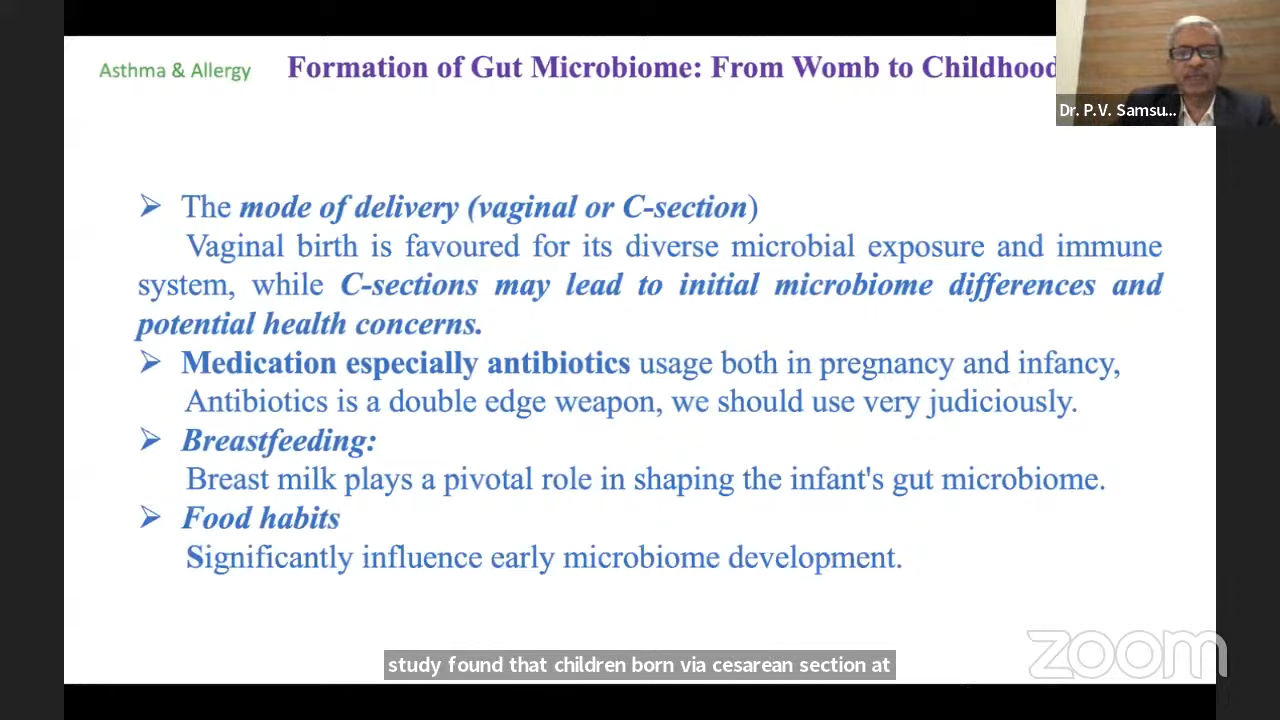 Asthma & Allergy
Formation of Gut Microbiome: From Womb to Childhood
Dr. P.V. Samsu...
➢ The mode of delivery (vaginal or C-section)
Vaginal birth is favoured for its diverse microbial exposure and immune
system, while C-sections may lead to initial microbiome differences and
potential health concerns.
➢ Medication especially antibiotics usage both in pregnancy and infancy,
Antibiotics is a double edge weapon, we should use very judiciously.
➢ Breastfeeding:
Breast milk plays a pivotal role in shaping the infant's gut microbiome.
➢ Food habits
Significantly influence early microbiome development.
zoom
study found that children born via cesarean section at